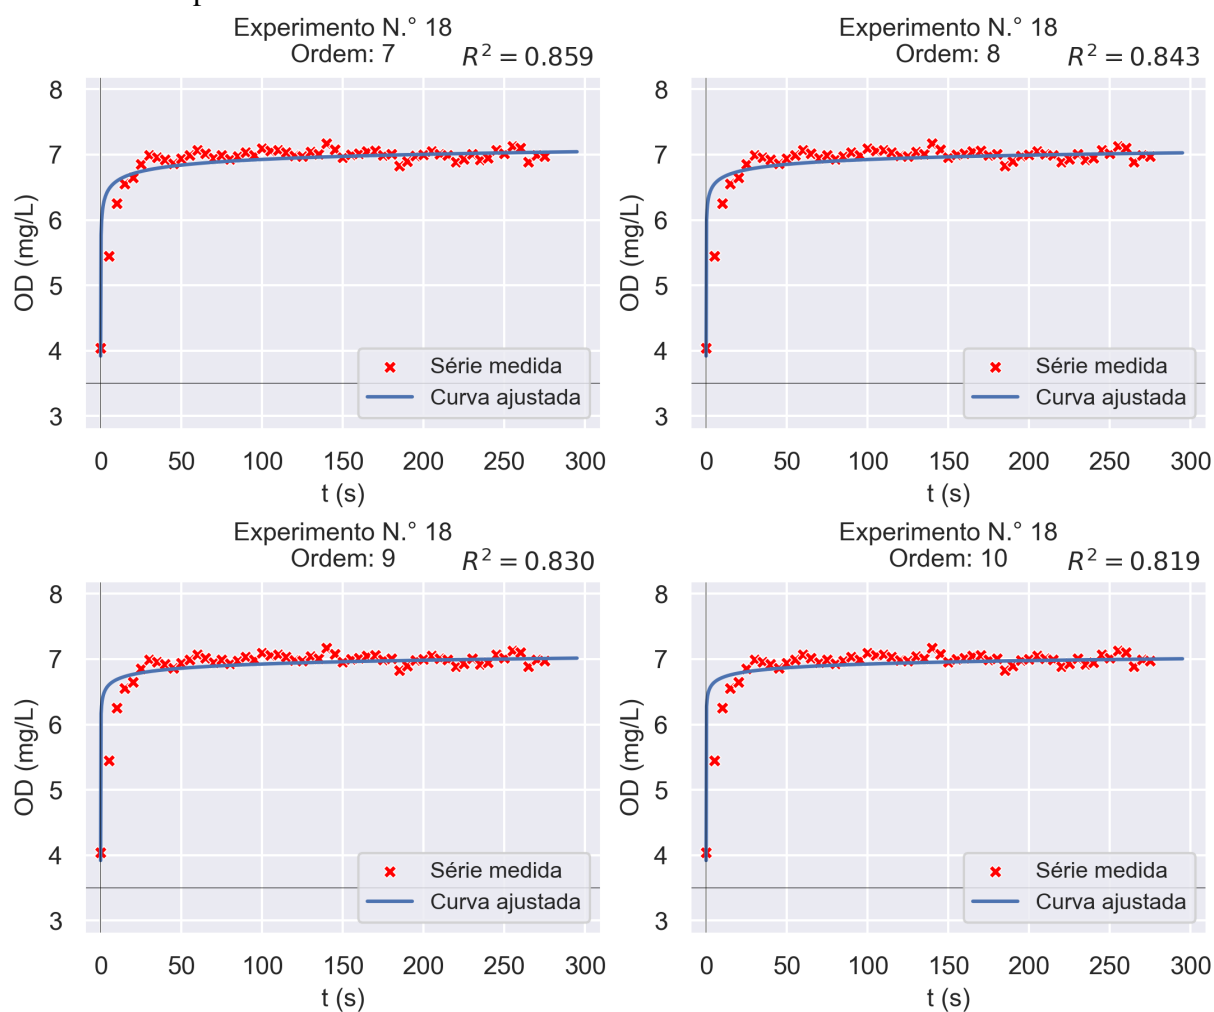 Experimento N.° 18
Ordem: 7
R² = 0.859
8
7
6
5
4
3
OD (mg/L)
Série medida
Curva ajustada
0 50 100 150 200 250 300
t (s)
Experimento N.° 18
Ordem: 8
R² = 0.843
8
7
6
5
4
3
OD (mg/L)
Série medida
Curva ajustada
0 50 100 150 200 250 300
t (s)
Experimento N.° 18
Ordem: 9
R² = 0.830
8
7
6
5
4
3
OD (mg/L)
Série medida
Curva ajustada
0 50 100 150 200 250 300
t (s)
Experimento N.° 18
Ordem: 10
R² = 0.819
8
7
6
5
4
3
OD (mg/L)
Série medida
Curva ajustada
0 50 100 150 200 250 300
t (s)